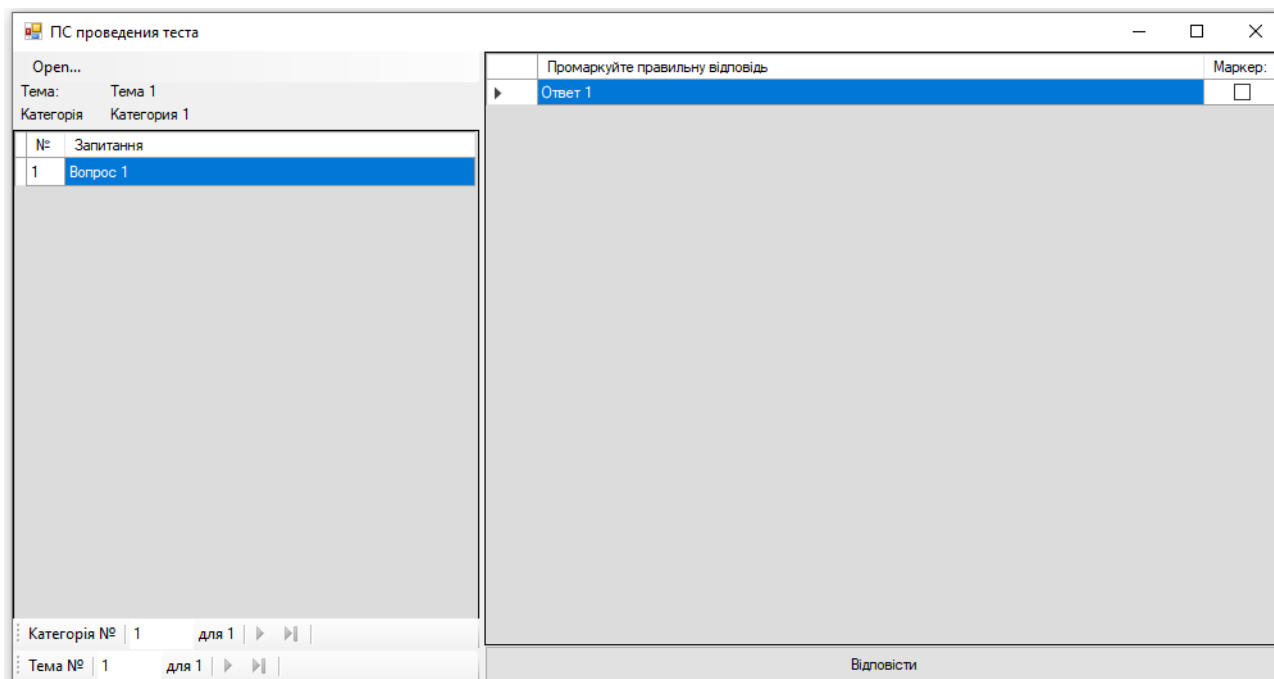 ПС проведения теста
Open...
Тема: Тема 1
Категорія Категория 1
№ Запитання
1 Вопрос 1
Категорія № 1 для 1
Тема № 1 для 1
Промаркуйте правильну відповідь Маркер:
Ответ 1
Відповісти